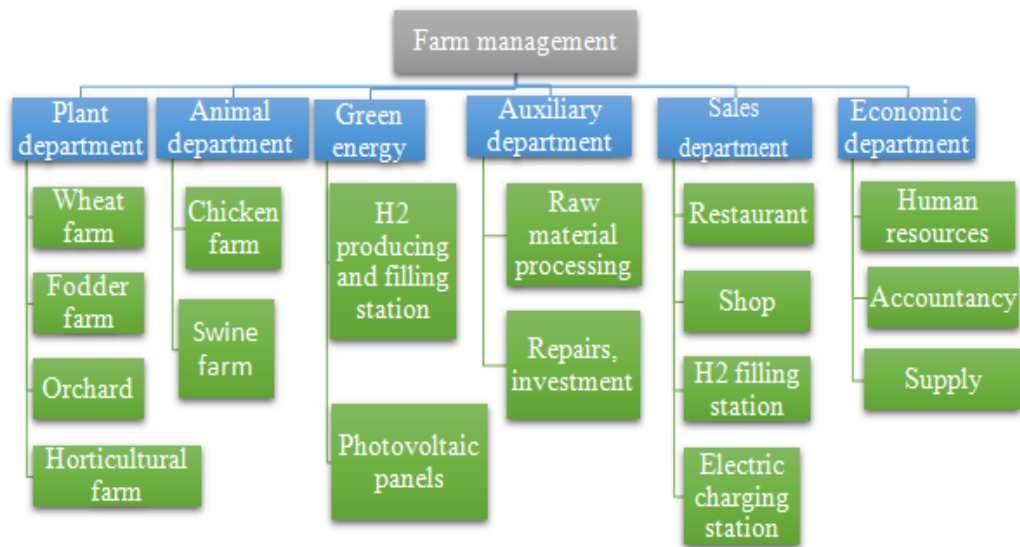 Farm management
Plant
department
Wheat
farm
Fodder
farm
Orchard
Horticultural
farm
Animal
department
Chicken
farm
Swine
farm
Green
energy
H2
producing
and filling
station
Photovoltaic
panels
Auxiliary
department
Raw
material
processing
Repairs,
investment
Sales
department
Restaurant
Shop
H2 filling
station
Electric
charging
station
Economic
department
Human
resources
Accountancy
Supply